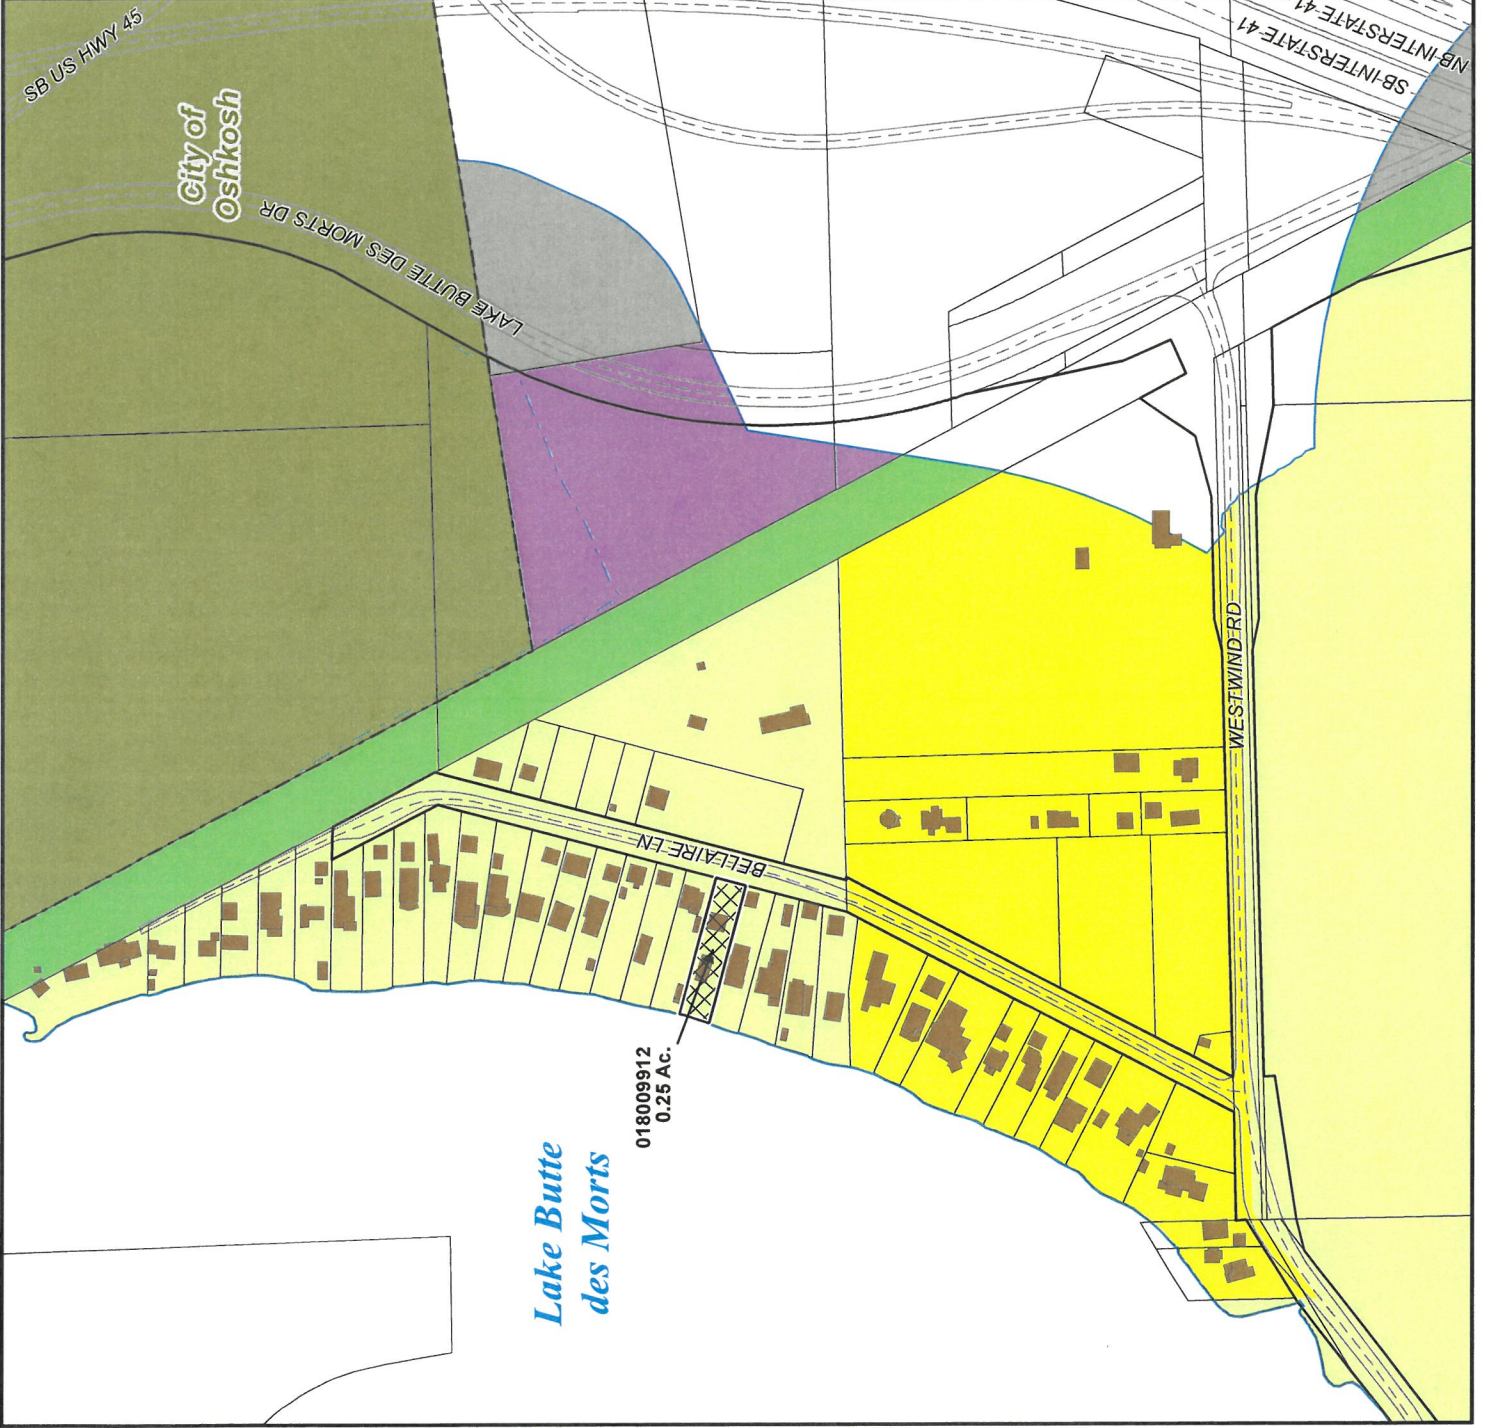 SB US HWY 45
City of
Oshkosh
LAKE BUTTE DES MORTS DR
NB INTERSTATE 41
SB INTERSTATE 41
WESTWIND RD
BELLAIRE LN
018009912
0.25 Ac.
Lake Butte
des Morts